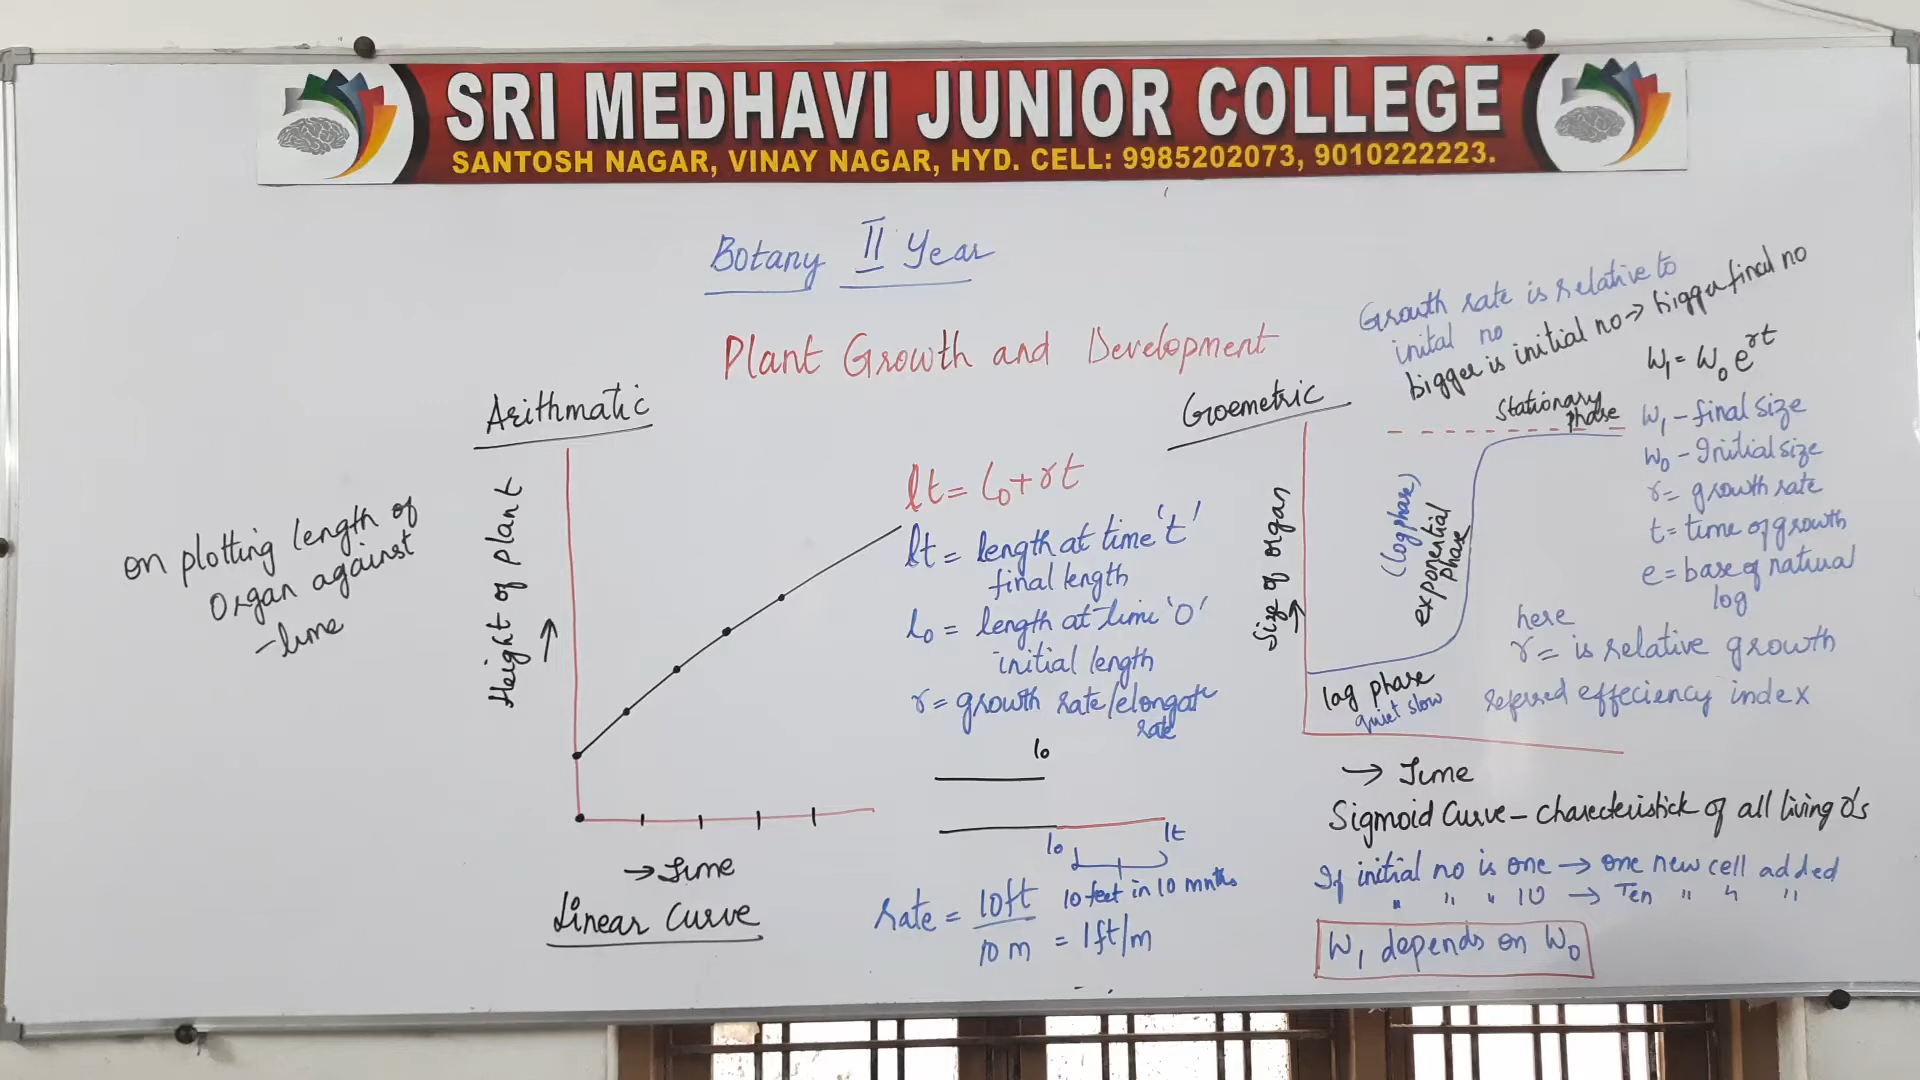 SRI MEDHAVI JUNIOR COLLEGE
SANTOSH NAGAR, VINAY NAGAR, HYD. CELL: 9985202073, 9010222223.
Botany II Year
Plant Growth and Development
Arithmatic
on plotting length of
organ against
time
Height of plant
→ Time
Linear Curve
lt = l₀ + rt
lt = length at time 't'
final length
l₀ = length at time '0'
initial length
r = growth rate/elongate
rate
l₀
l₀ lt
10 feet in 10 mnths
rate = 10ft
10 m = 1ft/m
Growth rate is relative to
inital no
bigger is initial no → bigger final no
Goemetric
W₁ = W₀ e^rt
Stationary
phase
W₁ - final size
W₀ - Initial size
r = growth rate
t = time of growth
e = base of natural
log
Size of organ
(log phase)
exponential
phase
here
r = is relative growth
referred effeciency index
lag phase
quiet slow
→ Time
Sigmoid Curve - charecteristick of all living o's
If initial no is one → one new cell added
" " " 10 → Ten " " "
W₁ depends on W₀